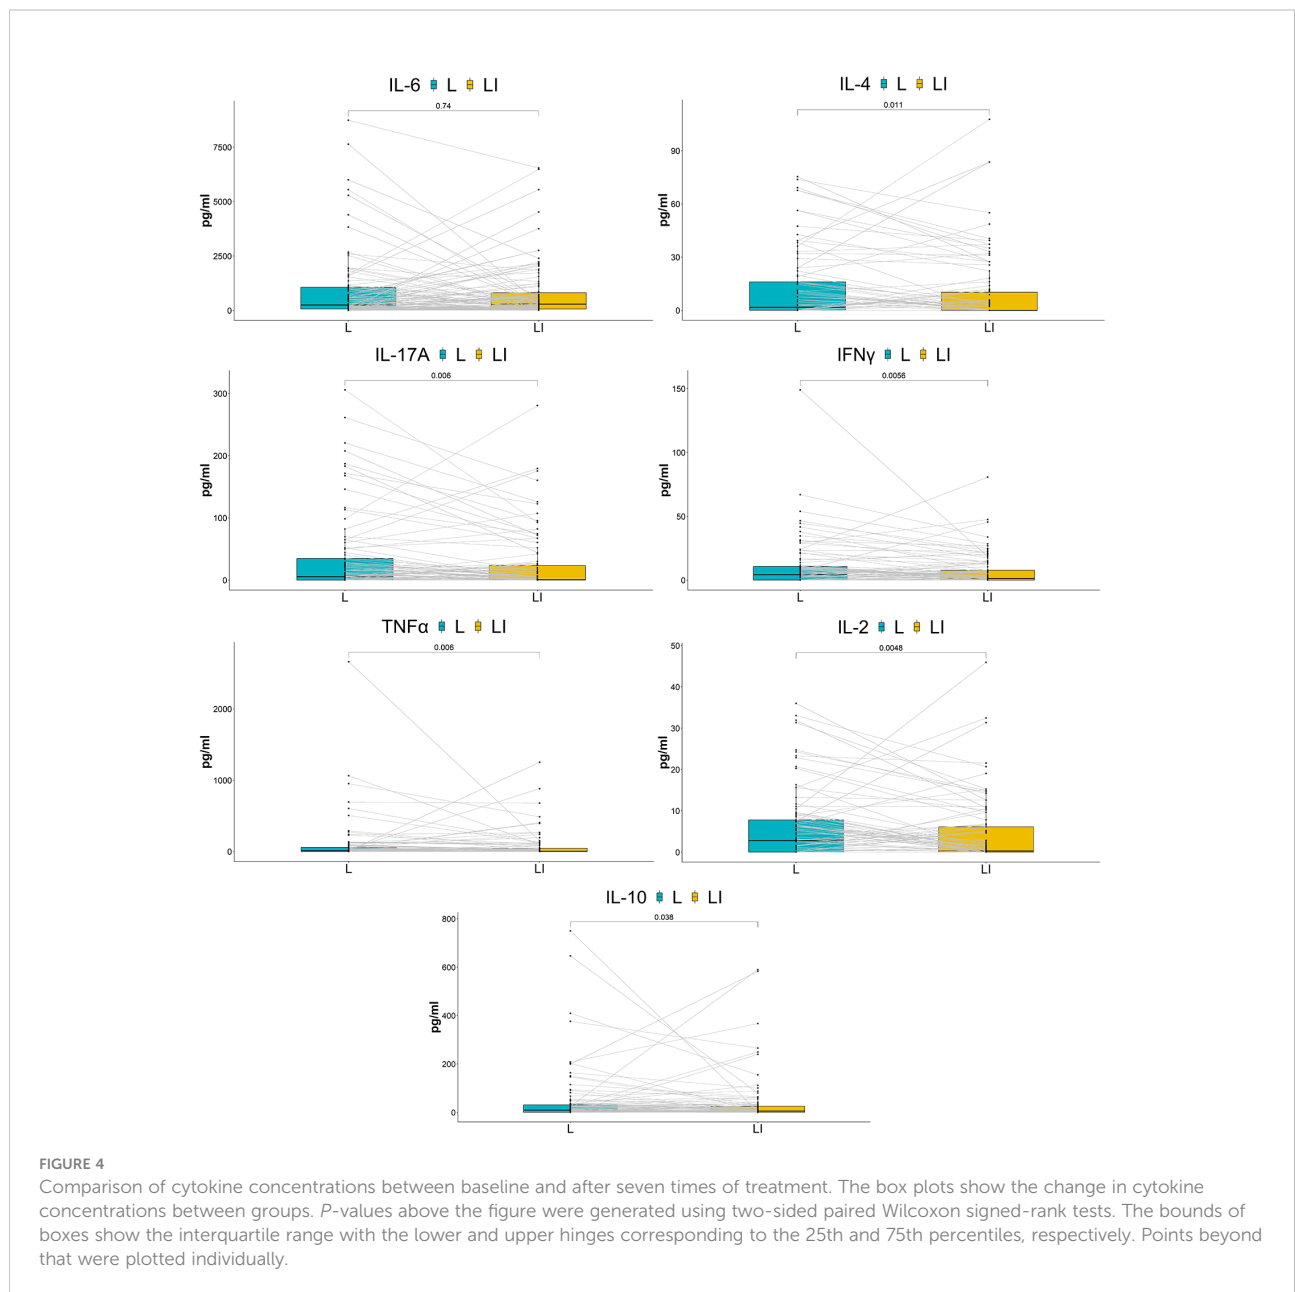 IL-6 L LI
0.74
7500
5000
2500
0
pg/ml
L LI
IL-4 L LI
0.011
90
60
30
0
pg/ml
L LI
IL-17A L LI
0.006
300
200
100
0
pg/ml
L LI
IFNγ L LI
0.0056
150
100
50
0
pg/ml
L LI
TNFα L LI
0.006
2000
1000
0
pg/ml
L LI
IL-2 L LI
0.0048
50
40
30
20
10
0
pg/ml
L LI
IL-10 L LI
0.038
800
600
400
200
0
pg/ml
L LI
FIGURE 4
Comparison of cytokine concentrations between baseline and after seven times of treatment. The box plots show the change in cytokine
concentrations between groups. P-values above the figure were generated using two-sided paired Wilcoxon signed-rank tests. The bounds of
boxes show the interquartile range with the lower and upper hinges corresponding to the 25th and 75th percentiles, respectively. Points beyond
that were plotted individually.